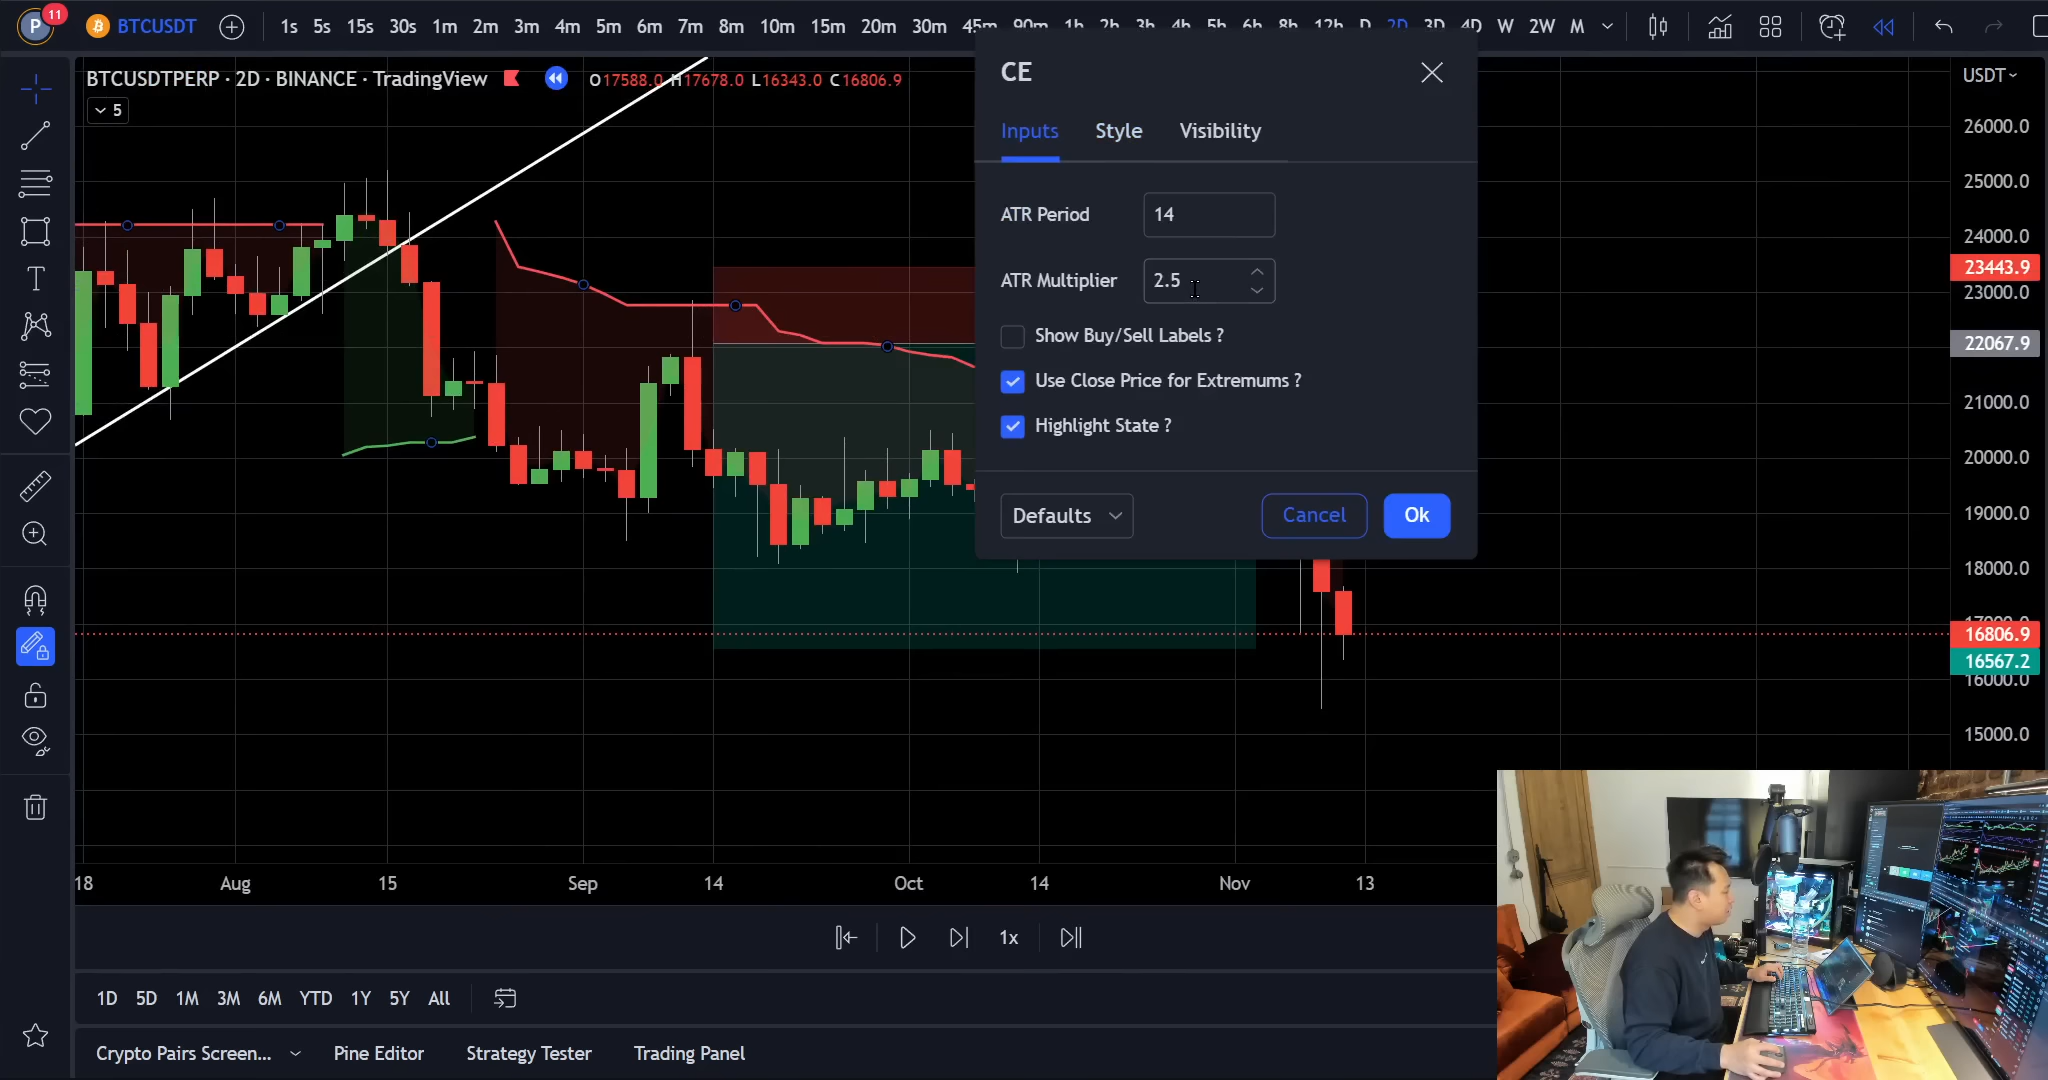 P 11 BTCUSDT 1s 5s 15s 30s 1m 2m 3m 4m 5m 6m 7m 8m 10m 15m 20m 30m 45m 90m 1h 2h 3h 4h 5h 6h 8h 12h D 2D 3D 4D W 2W M
BTCUSDTPERP · 2D · BINANCE · TradingView O17588.0 H17678.0 L16343.0 C16806.9
5
CE
Inputs Style Visibility
ATR Period 14
ATR Multiplier 2.5
Show Buy/Sell Labels ?
Use Close Price for Extremums ?
Highlight State ?
Defaults Cancel Ok
USDT
26000.0
25000.0
24000.0
23443.9
23000.0
22067.9
21000.0
20000.0
19000.0
18000.0
17000.0
16806.9
16567.2
16000.0
15000.0
18 Aug 15 Sep 14 Oct 14 Nov 13
1x
1D 5D 1M 3M 6M YTD 1Y 5Y All
Crypto Pairs Screen... Pine Editor Strategy Tester Trading Panel